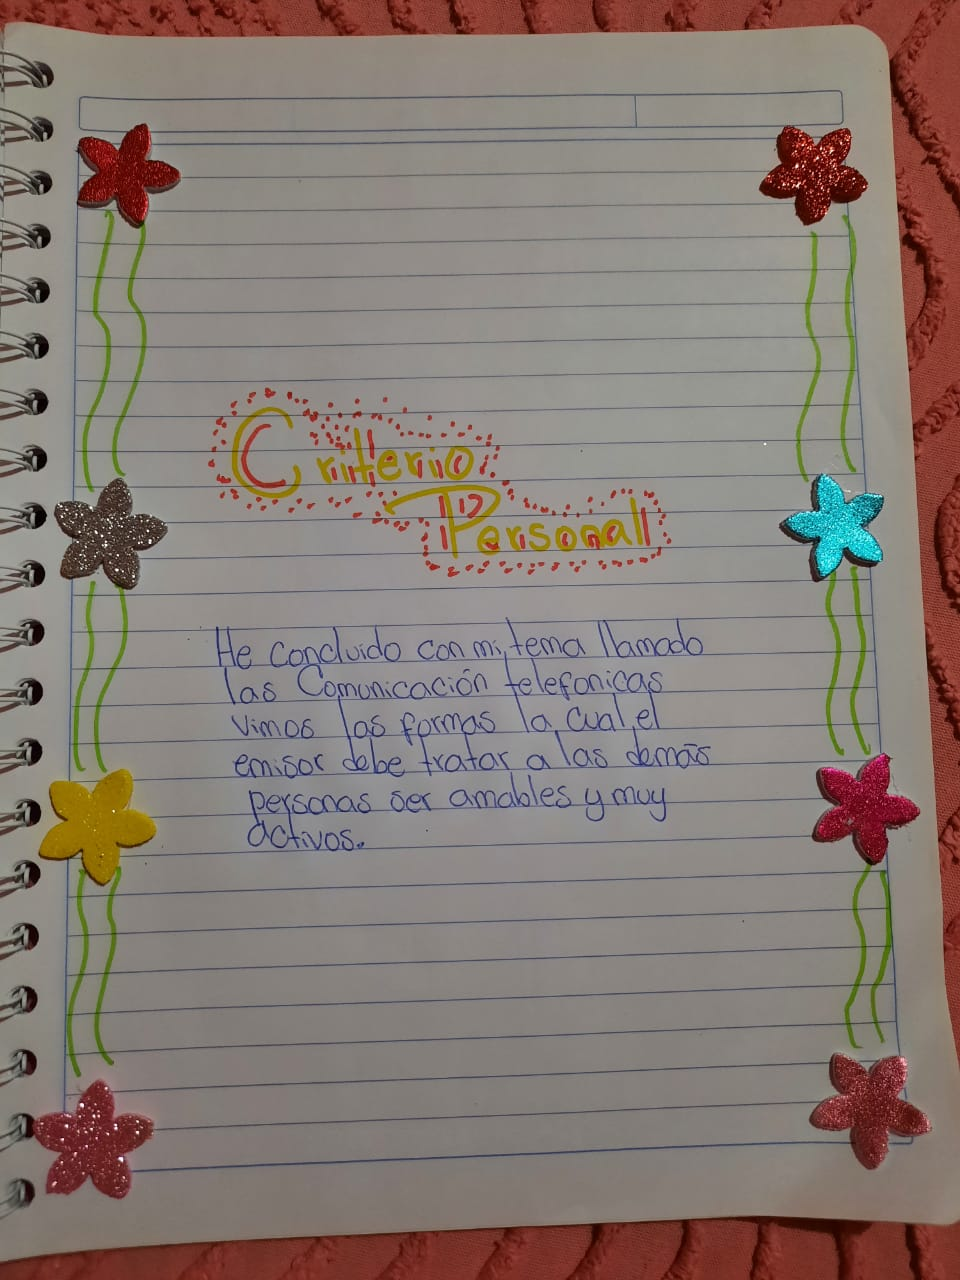 Criterio
Personal
He concluido con mi, tema llamado
las Comunicación telefonicas
vimos las formas la cual el
emisor debe tratar a las demás
personas ser amables y muy
activos.